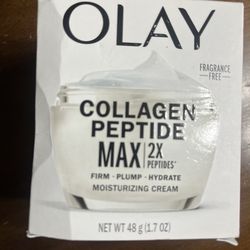 OLAY
FRAGRANCE
FREE
COLLAGEN
PEPTIDE
MAX 2X
PEPTIDES*
FIRM · PLUMP · HYDRATE
MOISTURIZING CREAM
NET WT 48 g (1.7 OZ)